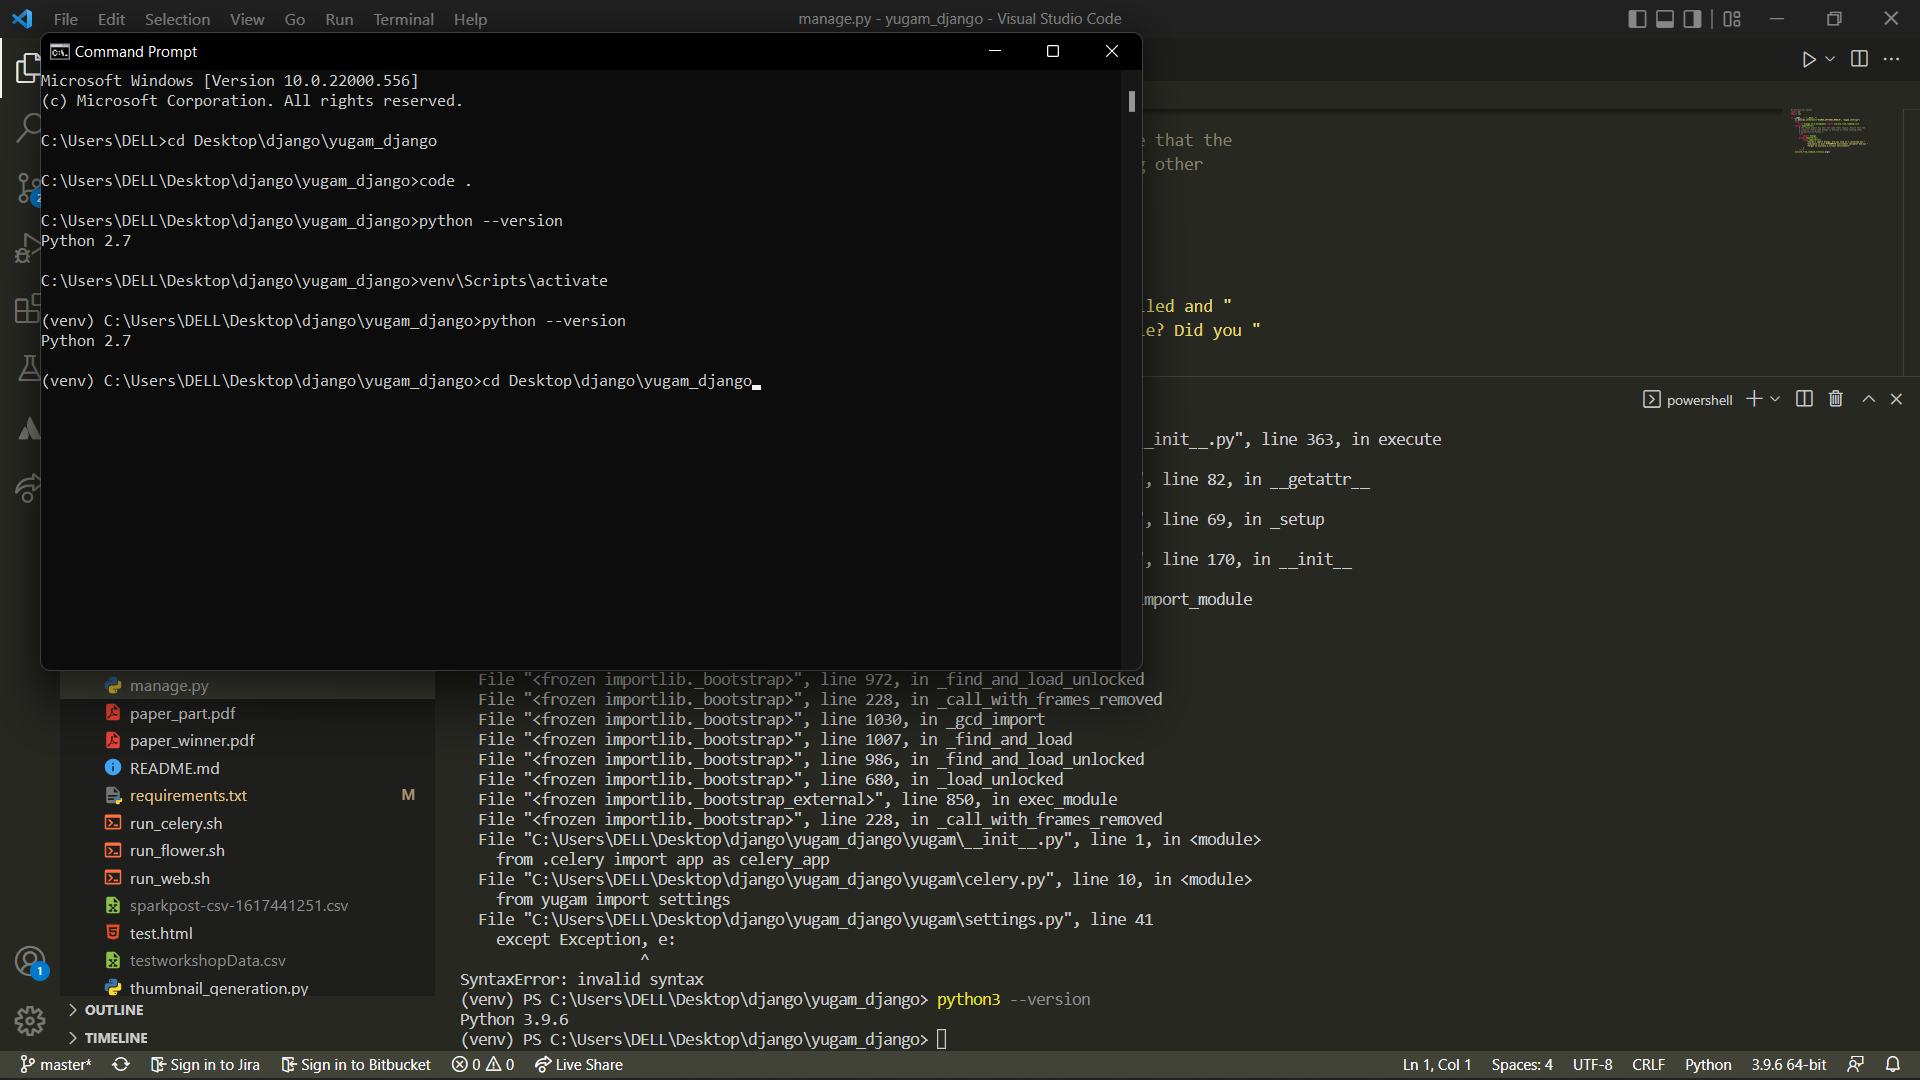 File Edit Selection View Go Run Terminal Help
manage.py - yugam_django - Visual Studio Code
Command Prompt
Microsoft Windows [Version 10.0.22000.556]
(c) Microsoft Corporation. All rights reserved.
C:\Users\DELL>cd Desktop\django\yugam_django
C:\Users\DELL\Desktop\django\yugam_django>code .
C:\Users\DELL\Desktop\django\yugam_django>python --version
Python 2.7
C:\Users\DELL\Desktop\django\yugam_django>venv\Scripts\activate
(venv) C:\Users\DELL\Desktop\django\yugam_django>python --version
Python 2.7
(venv) C:\Users\DELL\Desktop\django\yugam_django>cd Desktop\django\yugam_django
that the
other
led and "
e? Did you "
powershell
_init__.py", line 363, in execute
, line 82, in __getattr__
, line 69, in _setup
, line 170, in __init__
mport_module
File "<frozen importlib._bootstrap>", line 972, in _find_and_load_unlocked
File "<frozen importlib._bootstrap>", line 228, in _call_with_frames_removed
File "<frozen importlib._bootstrap>", line 1030, in _gcd_import
File "<frozen importlib._bootstrap>", line 1007, in _find_and_load
File "<frozen importlib._bootstrap>", line 986, in _find_and_load_unlocked
File "<frozen importlib._bootstrap>", line 680, in _load_unlocked
File "<frozen importlib._bootstrap_external>", line 850, in exec_module
File "<frozen importlib._bootstrap>", line 228, in _call_with_frames_removed
File "C:\Users\DELL\Desktop\django\yugam_django\yugam\__init__.py", line 1, in <module>
from .celery import app as celery_app
File "C:\Users\DELL\Desktop\django\yugam_django\yugam\celery.py", line 10, in <module>
from yugam import settings
File "C:\Users\DELL\Desktop\django\yugam_django\yugam\settings.py", line 41
except Exception, e:
^
SyntaxError: invalid syntax
(venv) PS C:\Users\DELL\Desktop\django\yugam_django> python3 --version
Python 3.9.6
(venv) PS C:\Users\DELL\Desktop\django\yugam_django>
manage.py
paper_part.pdf
paper_winner.pdf
README.md
requirements.txt M
run_celery.sh
run_flower.sh
run_web.sh
sparkpost-csv-1617441251.csv
test.html
testworkshopData.csv
thumbnail_generation.py
OUTLINE
TIMELINE
2
1
master* Sign in to Jira Sign in to Bitbucket 0 0 Live Share
Ln 1, Col 1 Spaces: 4 UTF-8 CRLF Python 3.9.6 64-bit